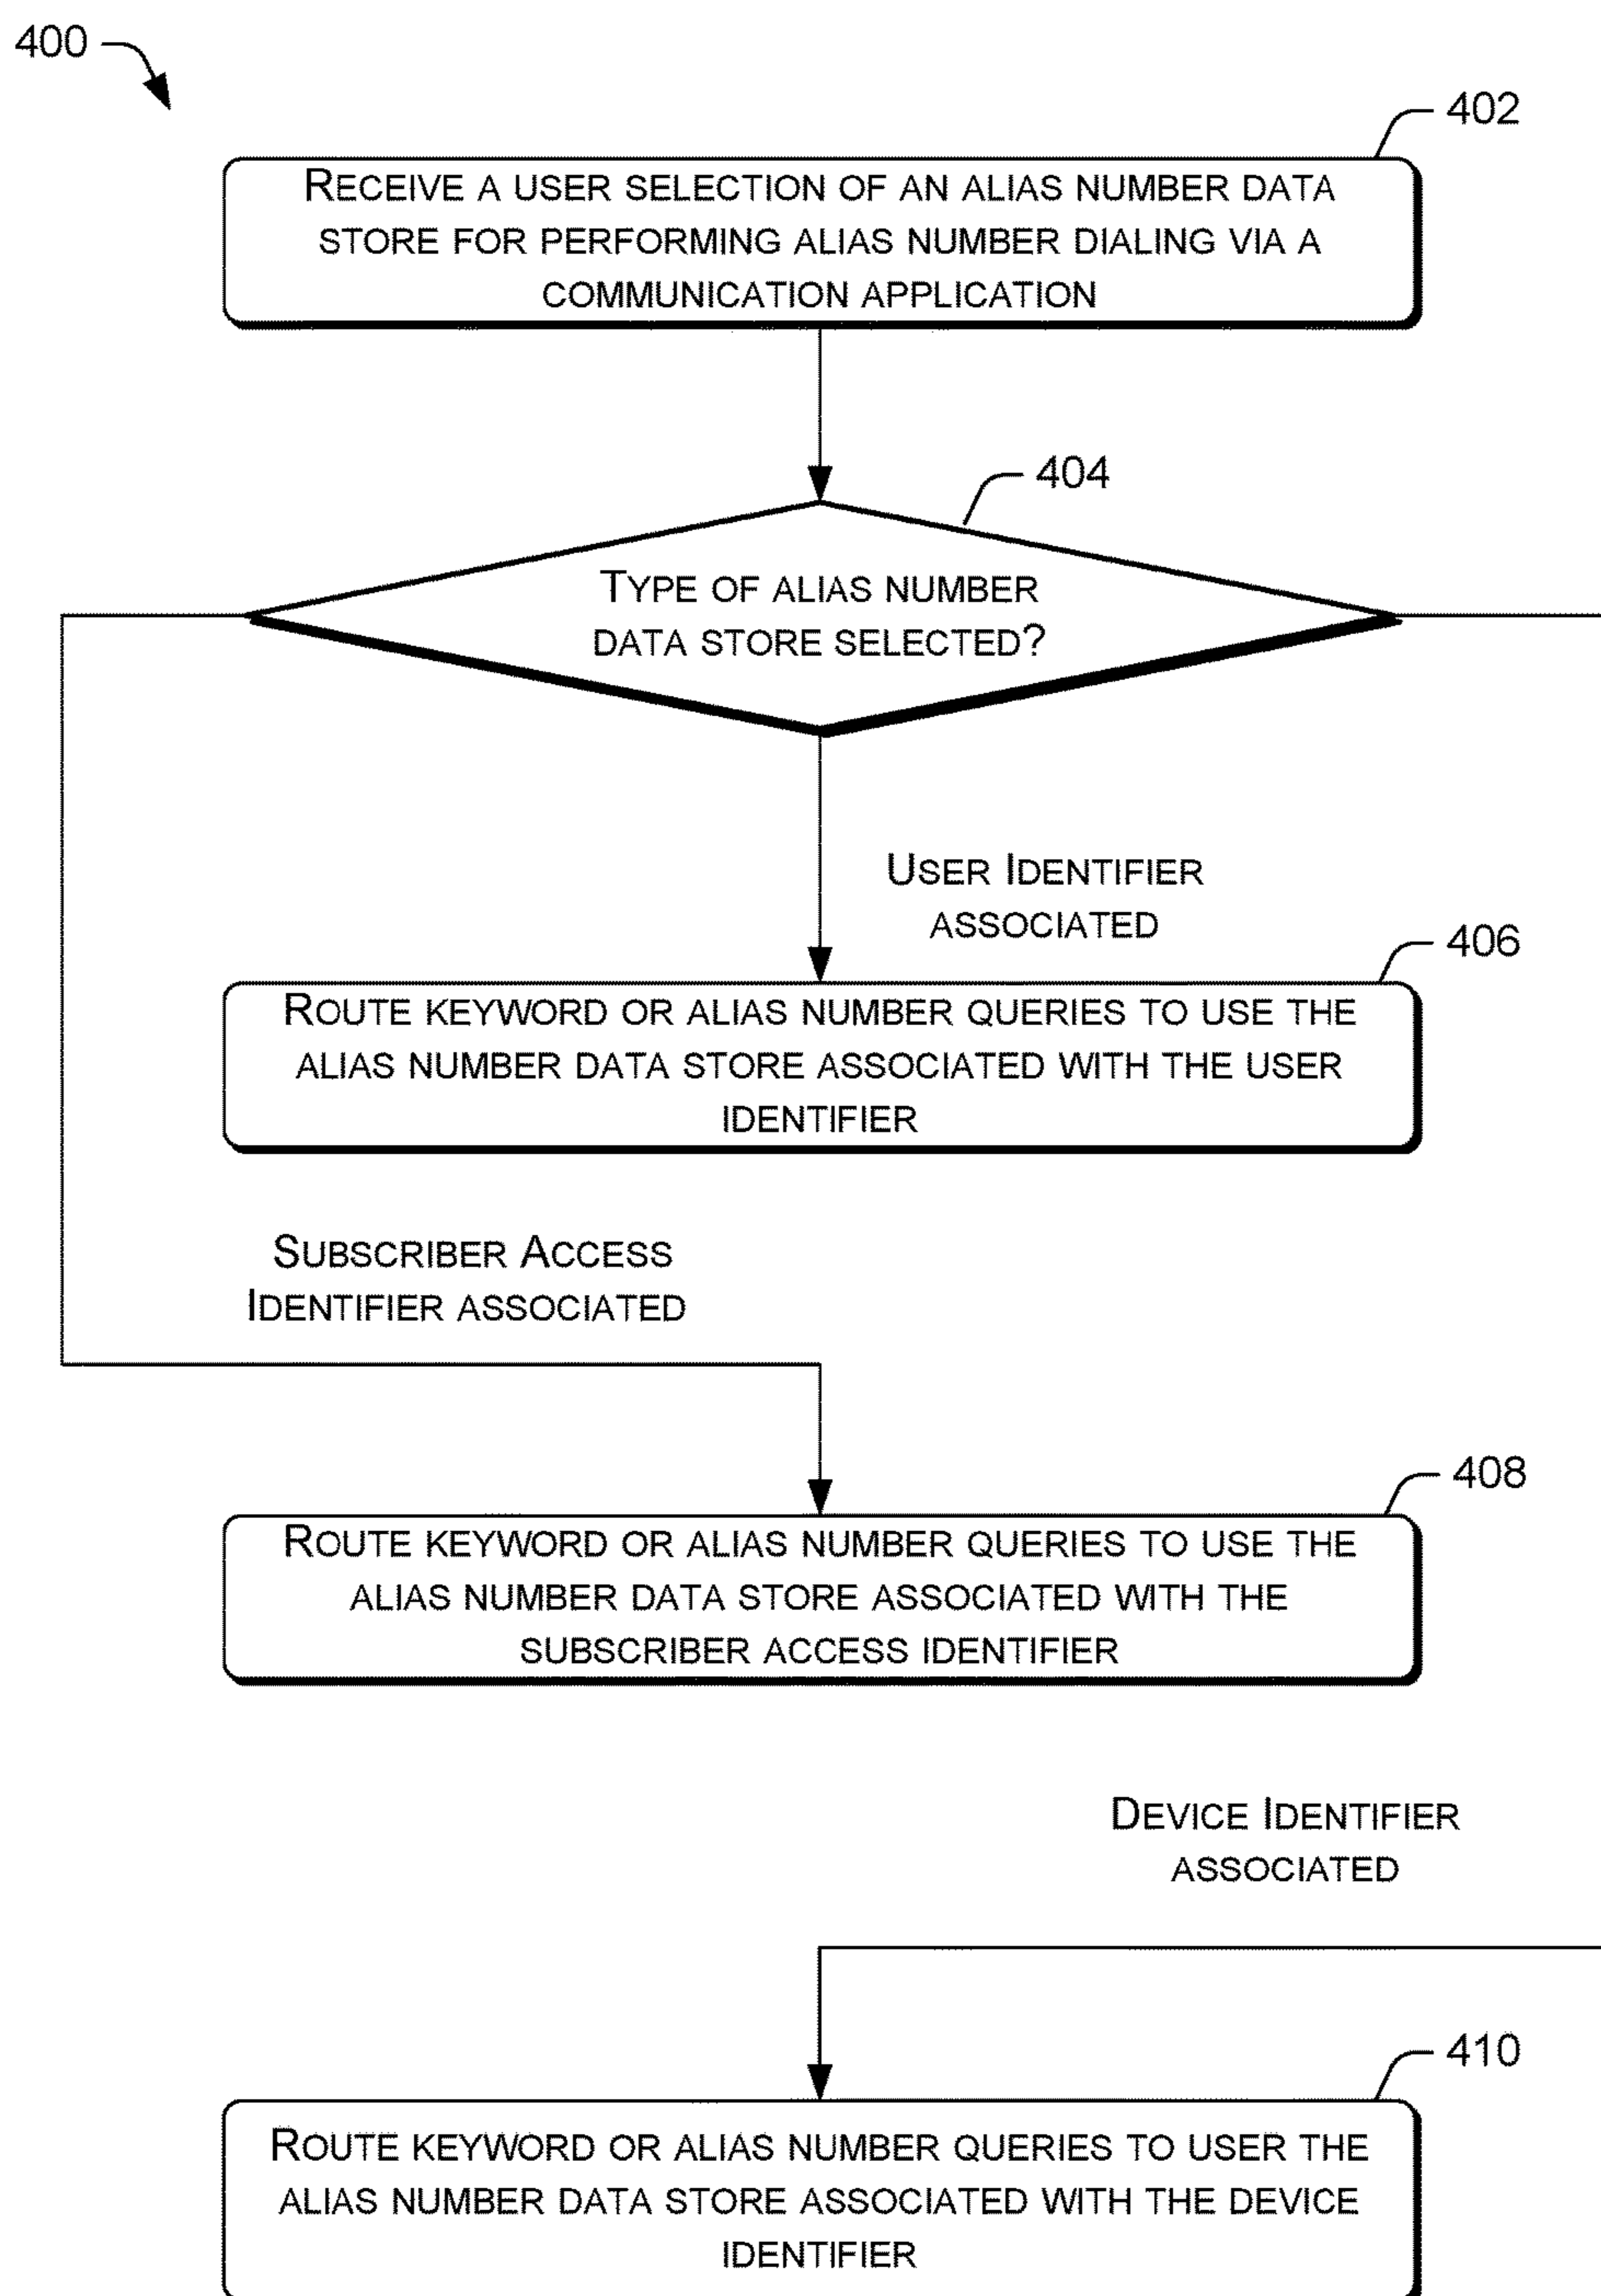 400
402
RECEIVE A USER SELECTION OF AN ALIAS NUMBER DATA
STORE FOR PERFORMING ALIAS NUMBER DIALING VIA A
COMMUNICATION APPLICATION
404
TYPE OF ALIAS NUMBER
DATA STORE SELECTED?
USER IDENTIFIER
ASSOCIATED
406
ROUTE KEYWORD OR ALIAS NUMBER QUERIES TO USE THE
ALIAS NUMBER DATA STORE ASSOCIATED WITH THE USER
IDENTIFIER
SUBSCRIBER ACCESS
IDENTIFIER ASSOCIATED
408
ROUTE KEYWORD OR ALIAS NUMBER QUERIES TO USE THE
ALIAS NUMBER DATA STORE ASSOCIATED WITH THE
SUBSCRIBER ACCESS IDENTIFIER
DEVICE IDENTIFIER
ASSOCIATED
410
ROUTE KEYWORD OR ALIAS NUMBER QUERIES TO USER THE
ALIAS NUMBER DATA STORE ASSOCIATED WITH THE DEVICE
IDENTIFIER